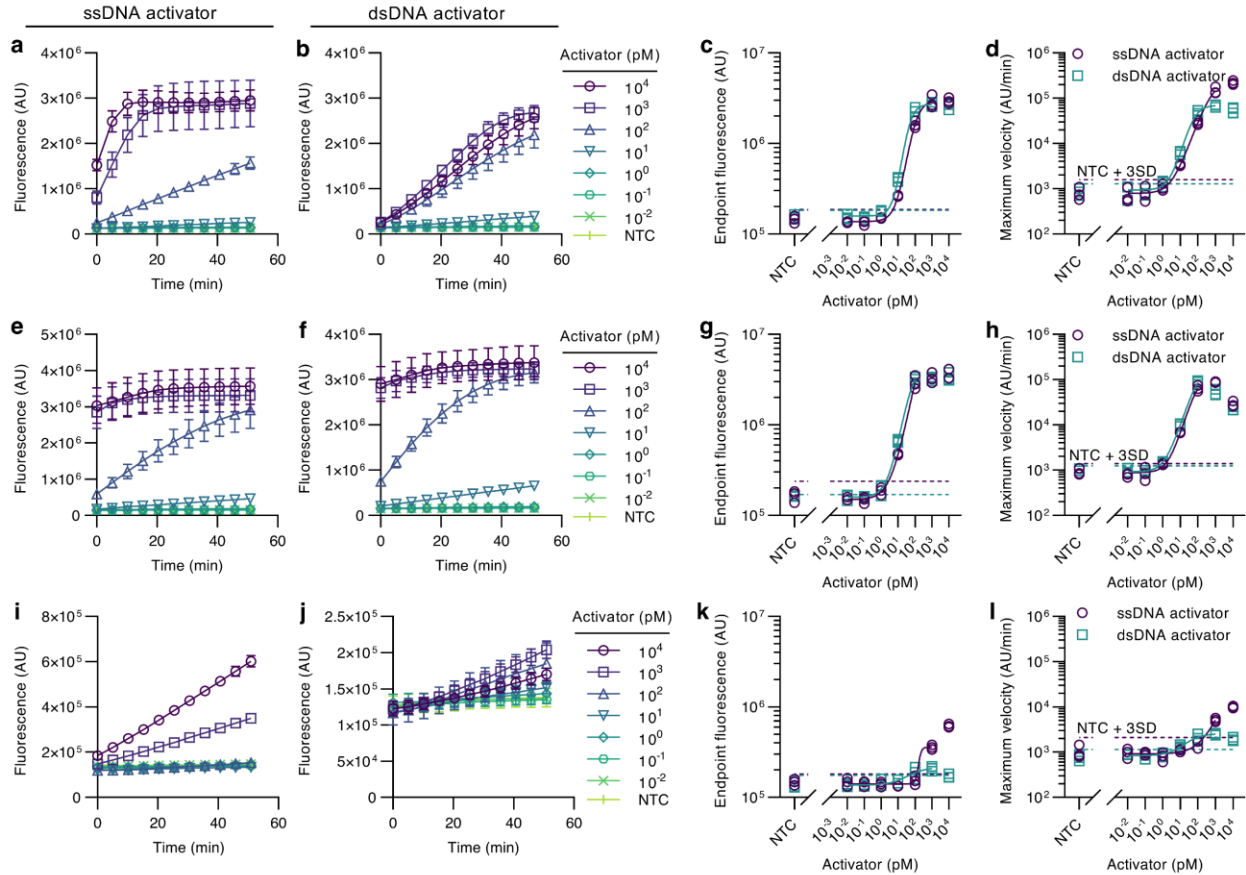 ssDNA activator
dsDNA activator
a
Fluorescence (AU)
4×10⁶
3×10⁶
2×10⁶
1×10⁶
0
0 20 40 60
Time (min)
b
Fluorescence (AU)
4×10⁶
3×10⁶
2×10⁶
1×10⁶
0
0 20 40 60
Time (min)
Activator (pM)
10⁴
10³
10²
10¹
10⁰
10⁻¹
10⁻²
NTC
c
Endpoint fluorescence (AU)
10⁷
10⁶
10⁵
NTC 10⁻³ 10⁻² 10⁻¹ 10⁰ 10¹ 10² 10³ 10⁴
Activator (pM)
d
Maximum velocity (AU/min)
10⁶
10⁵
10⁴
10³
10²
ssDNA activator
dsDNA activator
NTC + 3SD
NTC 10⁻³ 10⁻² 10⁻¹ 10⁰ 10¹ 10² 10³ 10⁴
Activator (pM)
e
Fluorescence (AU)
5×10⁶
4×10⁶
3×10⁶
2×10⁶
1×10⁶
0
0 20 40 60
Time (min)
f
Fluorescence (AU)
4×10⁶
3×10⁶
2×10⁶
1×10⁶
0
0 20 40 60
Time (min)
Activator (pM)
10⁴
10³
10²
10¹
10⁰
10⁻¹
10⁻²
NTC
g
Endpoint fluorescence (AU)
10⁷
10⁶
10⁵
NTC 10⁻³ 10⁻² 10⁻¹ 10⁰ 10¹ 10² 10³ 10⁴
Activator (pM)
h
Maximum velocity (AU/min)
10⁶
10⁵
10⁴
10³
10²
ssDNA activator
dsDNA activator
NTC + 3SD
NTC 10⁻³ 10⁻² 10⁻¹ 10⁰ 10¹ 10² 10³ 10⁴
Activator (pM)
i
Fluorescence (AU)
8×10⁵
6×10⁵
4×10⁵
2×10⁵
0
0 20 40 60
Time (min)
j
Fluorescence (AU)
2.5×10⁵
2.0×10⁵
1.5×10⁵
1.0×10⁵
5.0×10⁴
0
0 20 40 60
Time (min)
Activator (pM)
10⁴
10³
10²
10¹
10⁰
10⁻¹
10⁻²
NTC
k
Endpoint fluorescence (AU)
10⁷
10⁶
10⁵
NTC 10⁻³ 10⁻² 10⁻¹ 10⁰ 10¹ 10² 10³ 10⁴
Activator (pM)
l
Maximum velocity (AU/min)
10⁶
10⁵
10⁴
10³
10²
ssDNA activator
dsDNA activator
NTC + 3SD
NTC 10⁻³ 10⁻² 10⁻¹ 10⁰ 10¹ 10² 10³ 10⁴
Activator (pM)